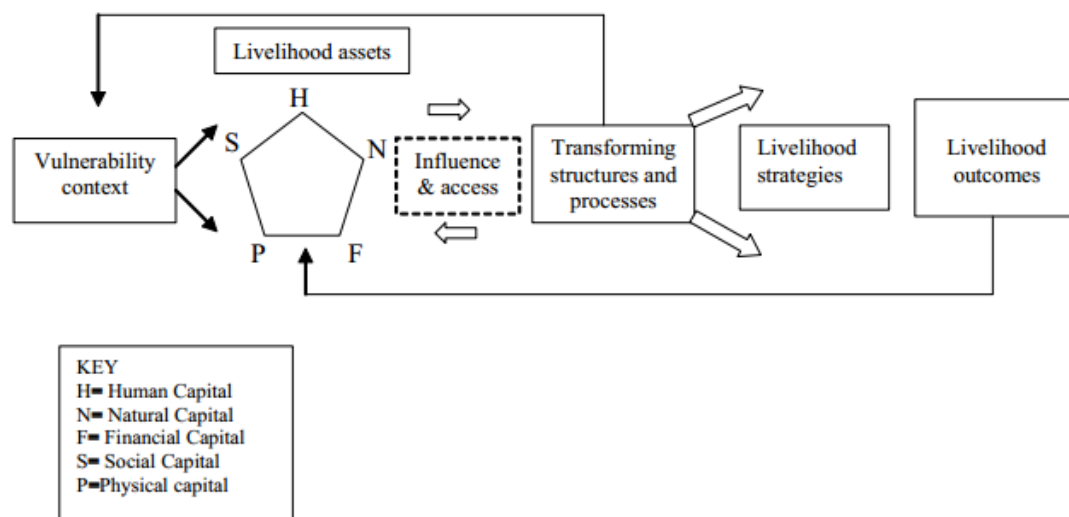 Livelihood assets
H
S
N
P
F
Vulnerability
context
Influence
& access
Transforming
structures and
processes
Livelihood
strategies
Livelihood
outcomes
KEY
H= Human Capital
N= Natural Capital
F= Financial Capital
S= Social Capital
P=Physical capital